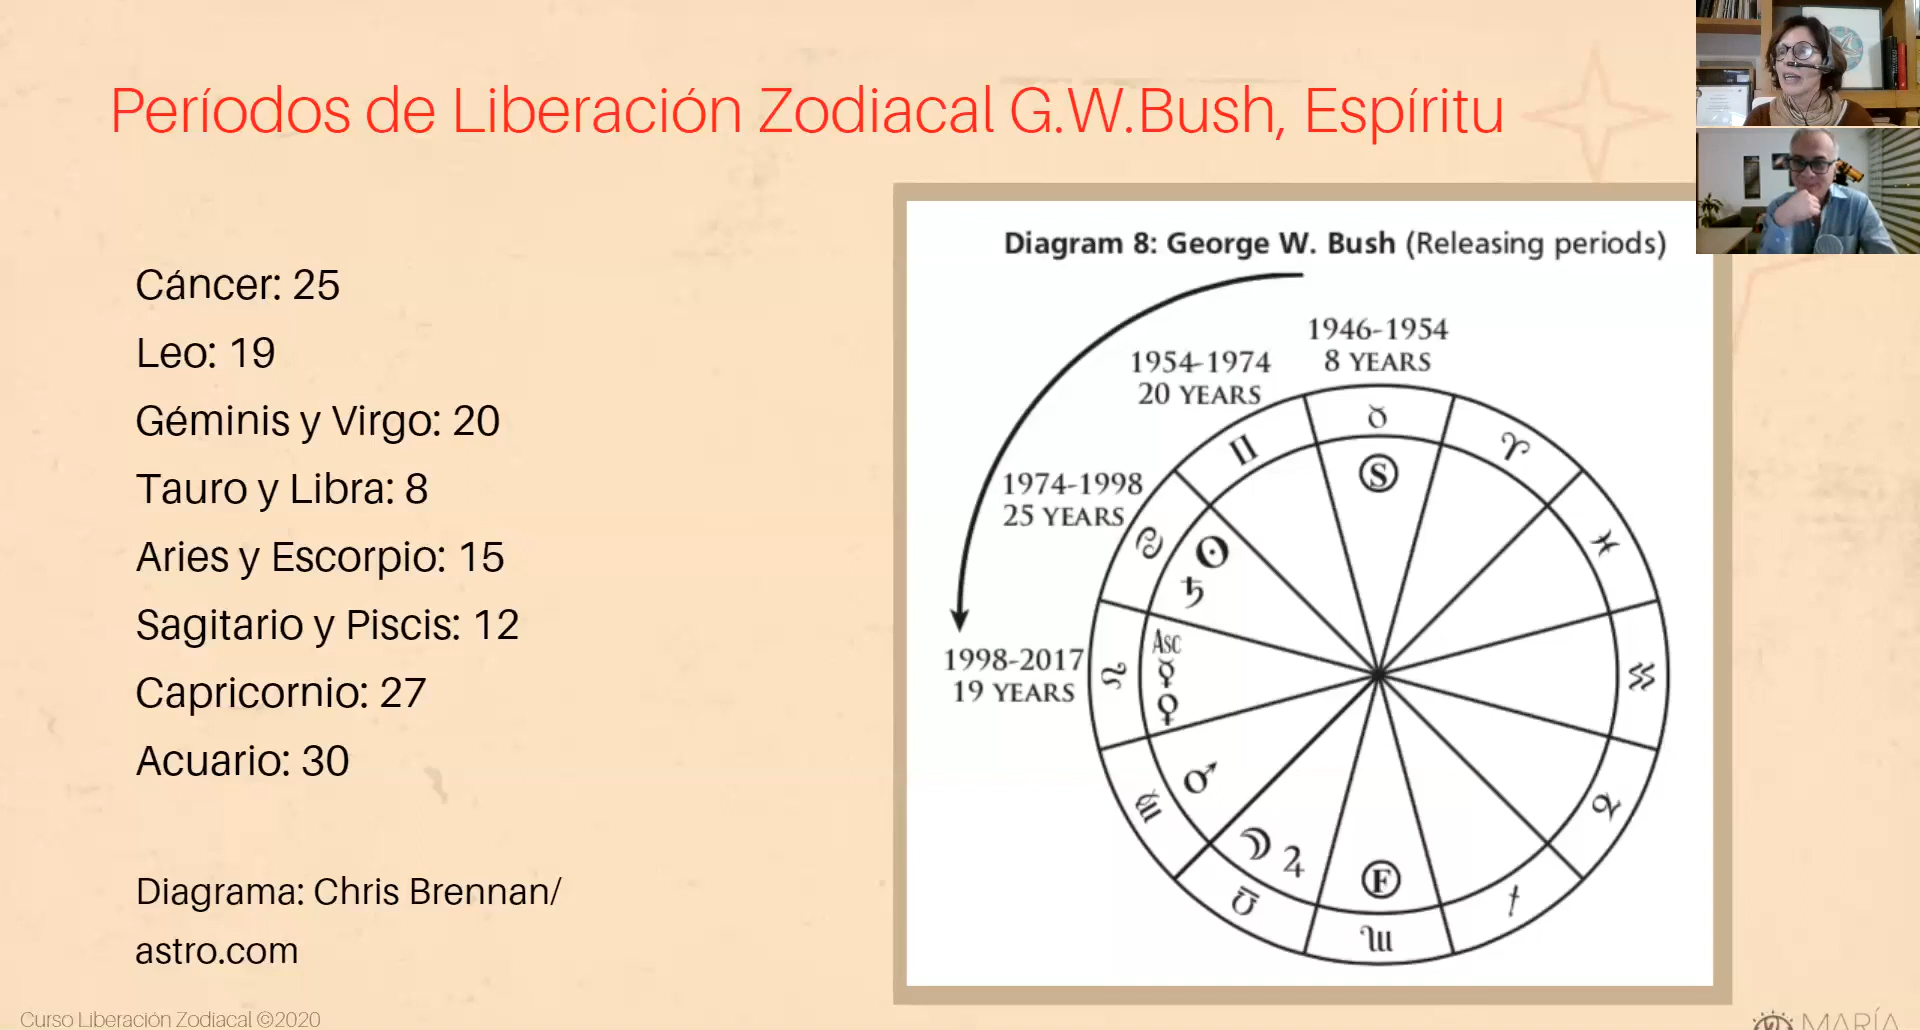 Períodos de Liberación Zodiacal G.W.Bush, Espíritu
Cáncer: 25
Leo: 19
Géminis y Virgo: 20
Tauro y Libra: 8
Aries y Escorpio: 15
Sagitario y Piscis: 12
Capricornio: 27
Acuario: 30
Diagrama: Chris Brennan/
astro.com
Diagram 8: George W. Bush (Releasing periods)
1946-1954
8 YEARS
1954-1974
20 YEARS
1974-1998
25 YEARS
1998-2017
19 YEARS
♉
♈
♊
S
♓
♋
☉
♄
Asc
☿
♀
♌
♒
♂
♍
♑
☽ ♃
F
♎
♐
♏
Curso Liberación Zodiacal ©2020
MARÍA